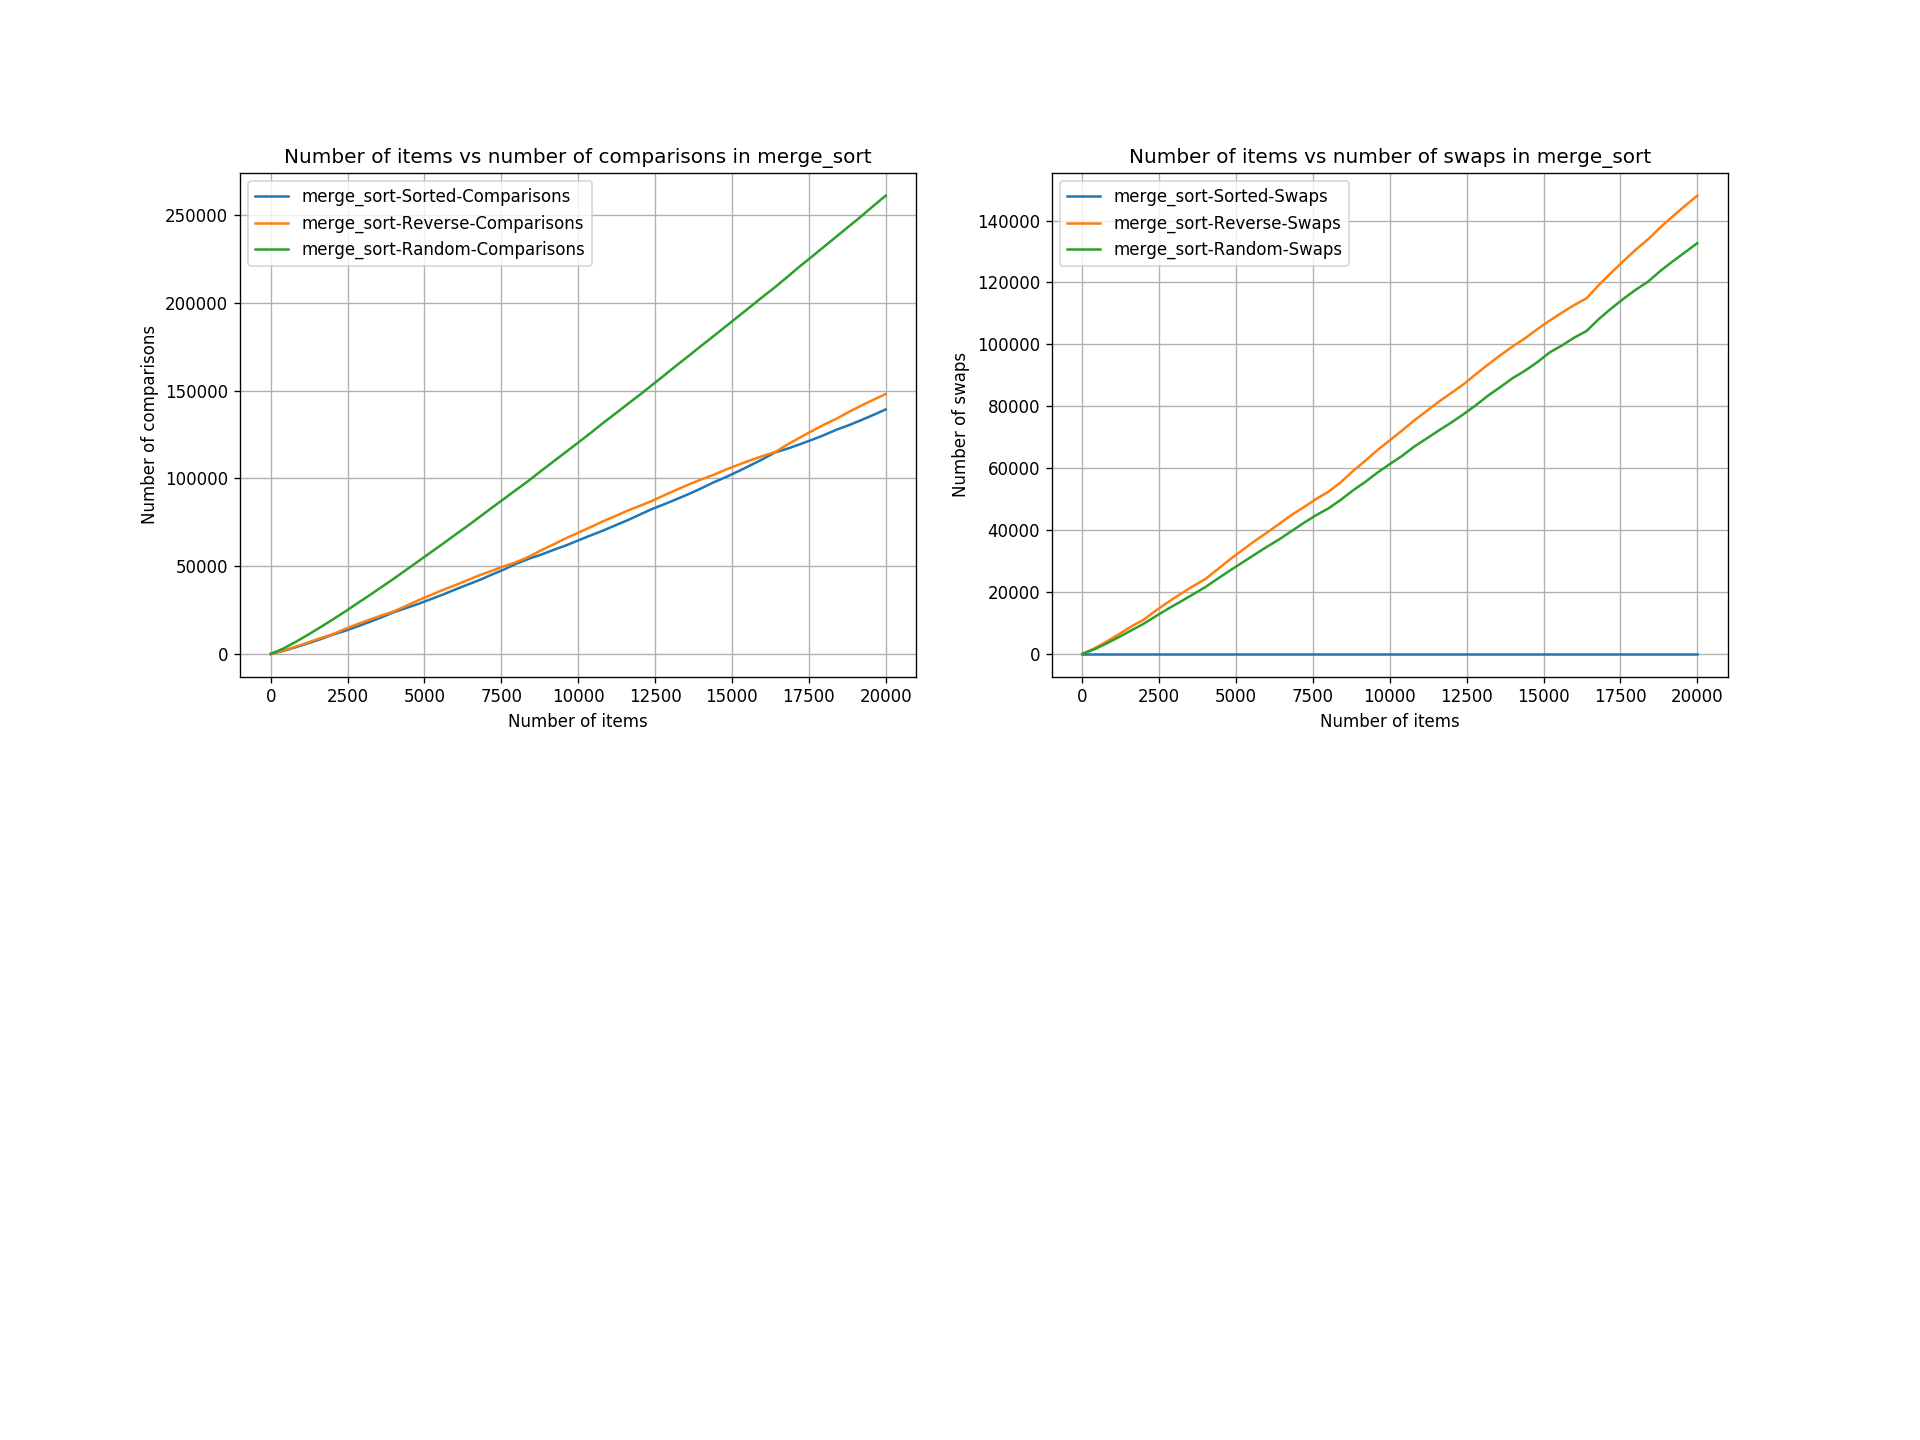 Number of items vs number of comparisons in merge_sort
merge_sort-Sorted-Comparisons
merge_sort-Reverse-Comparisons
merge_sort-Random-Comparisons
250000
200000
150000
100000
50000
0
Number of comparisons
0 2500 5000 7500 10000 12500 15000 17500 20000
Number of items
Number of items vs number of swaps in merge_sort
merge_sort-Sorted-Swaps
merge_sort-Reverse-Swaps
merge_sort-Random-Swaps
140000
120000
100000
80000
60000
40000
20000
0
Number of swaps
0 2500 5000 7500 10000 12500 15000 17500 20000
Number of items